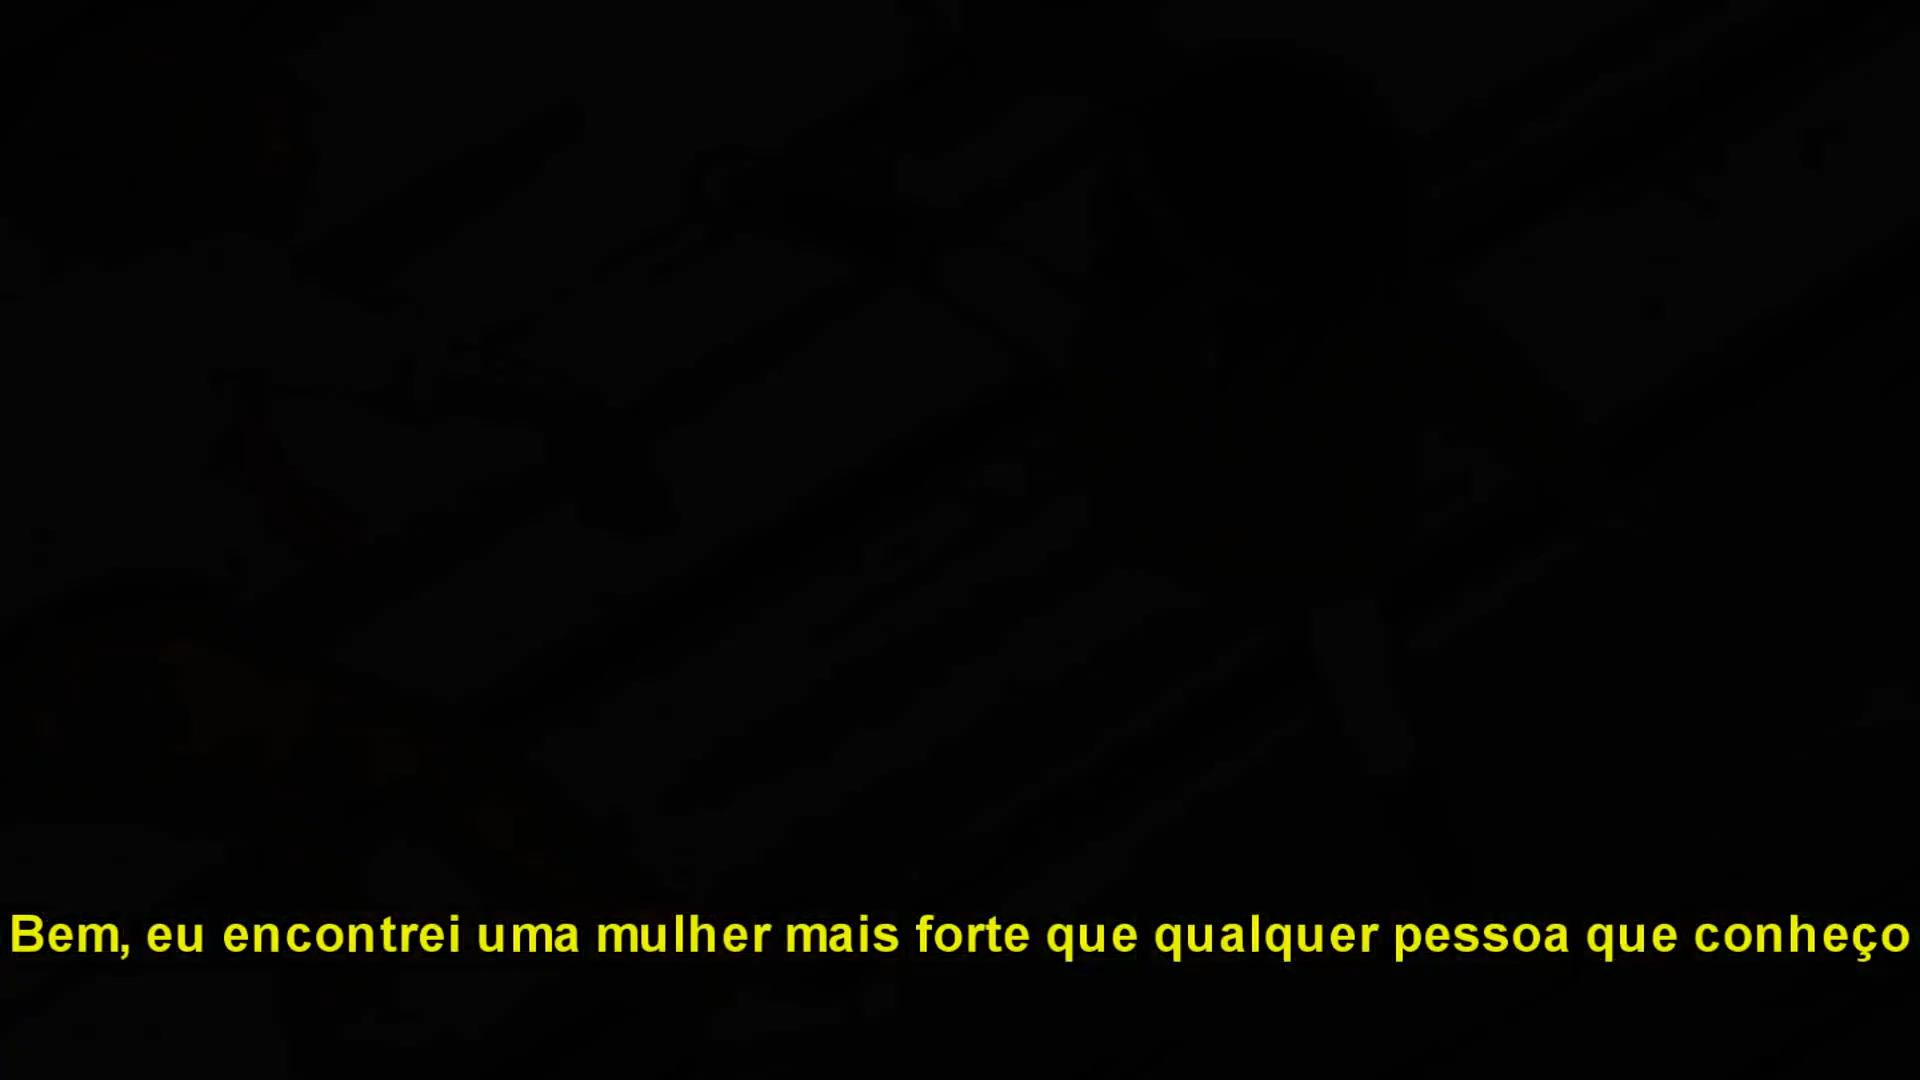 Bem, eu encontrei uma mulher mais forte que qualquer pessoa que conheço